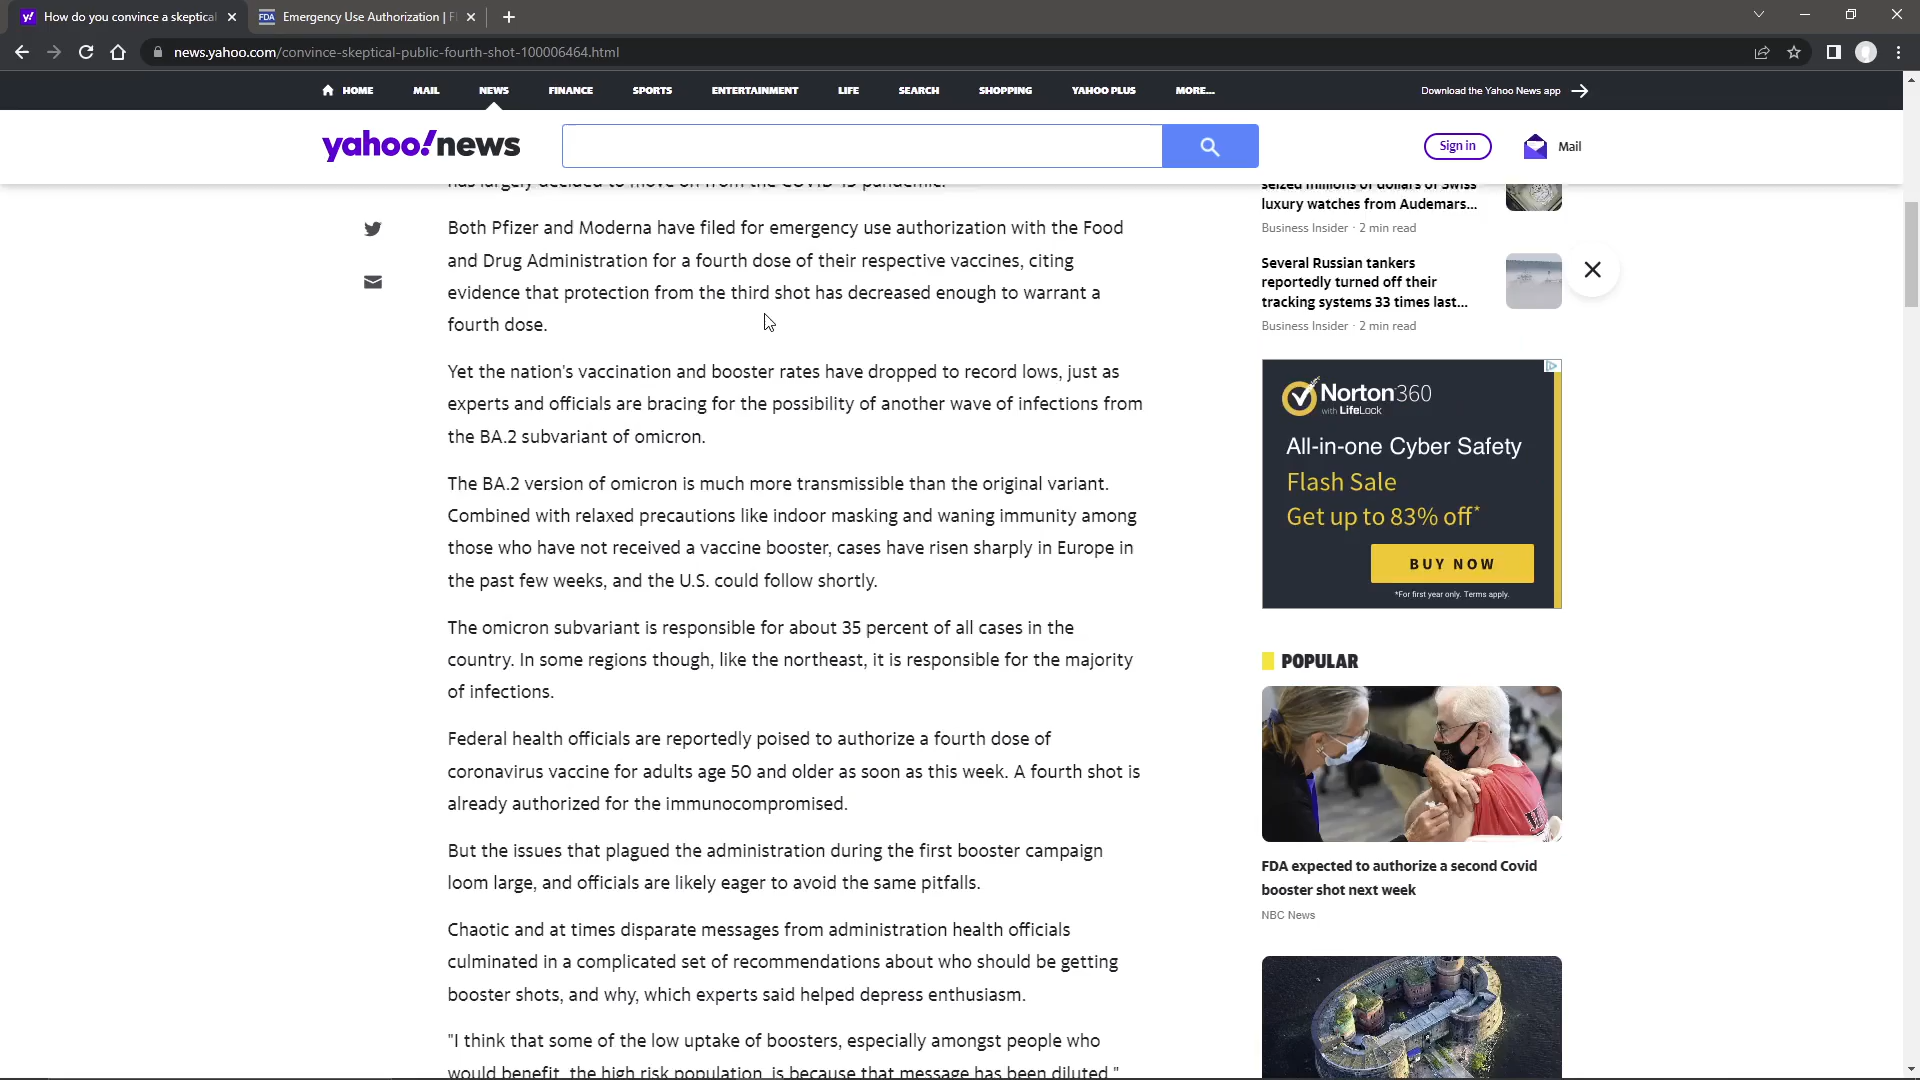 How do you convince a skeptical
Emergency Use Authorization | F
news.yahoo.com/convince-skeptical-public-fourth-shot-100006464.html
HOME MAIL NEWS FINANCE SPORTS ENTERTAINMENT LIFE SEARCH SHOPPING YAHOO PLUS MORE... Download the Yahoo News app
yahoo!news
Sign in
Mail
has largely decided to move on from the COVID-19 pandemic.
Both Pfizer and Moderna have filed for emergency use authorization with the Food
and Drug Administration for a fourth dose of their respective vaccines, citing
evidence that protection from the third shot has decreased enough to warrant a
fourth dose.
Yet the nation's vaccination and booster rates have dropped to record lows, just as
experts and officials are bracing for the possibility of another wave of infections from
the BA.2 subvariant of omicron.
The BA.2 version of omicron is much more transmissible than the original variant.
Combined with relaxed precautions like indoor masking and waning immunity among
those who have not received a vaccine booster, cases have risen sharply in Europe in
the past few weeks, and the U.S. could follow shortly.
The omicron subvariant is responsible for about 35 percent of all cases in the
country. In some regions though, like the northeast, it is responsible for the majority
of infections.
Federal health officials are reportedly poised to authorize a fourth dose of
coronavirus vaccine for adults age 50 and older as soon as this week. A fourth shot is
already authorized for the immunocompromised.
But the issues that plagued the administration during the first booster campaign
loom large, and officials are likely eager to avoid the same pitfalls.
Chaotic and at times disparate messages from administration health officials
culminated in a complicated set of recommendations about who should be getting
booster shots, and why, which experts said helped depress enthusiasm.
"I think that some of the low uptake of boosters, especially amongst people who
would benefit, the high risk population, is because that message has been diluted,"
seized millions of dollars of Swiss
luxury watches from Audemars...
Business Insider · 2 min read
Several Russian tankers
reportedly turned off their
tracking systems 33 times last...
Business Insider · 2 min read
Norton360
with LifeLock
All-in-one Cyber Safety
Flash Sale
Get up to 83% off*
BUY NOW
*For first year only. Terms apply.
POPULAR
FDA expected to authorize a second Covid
booster shot next week
NBC News